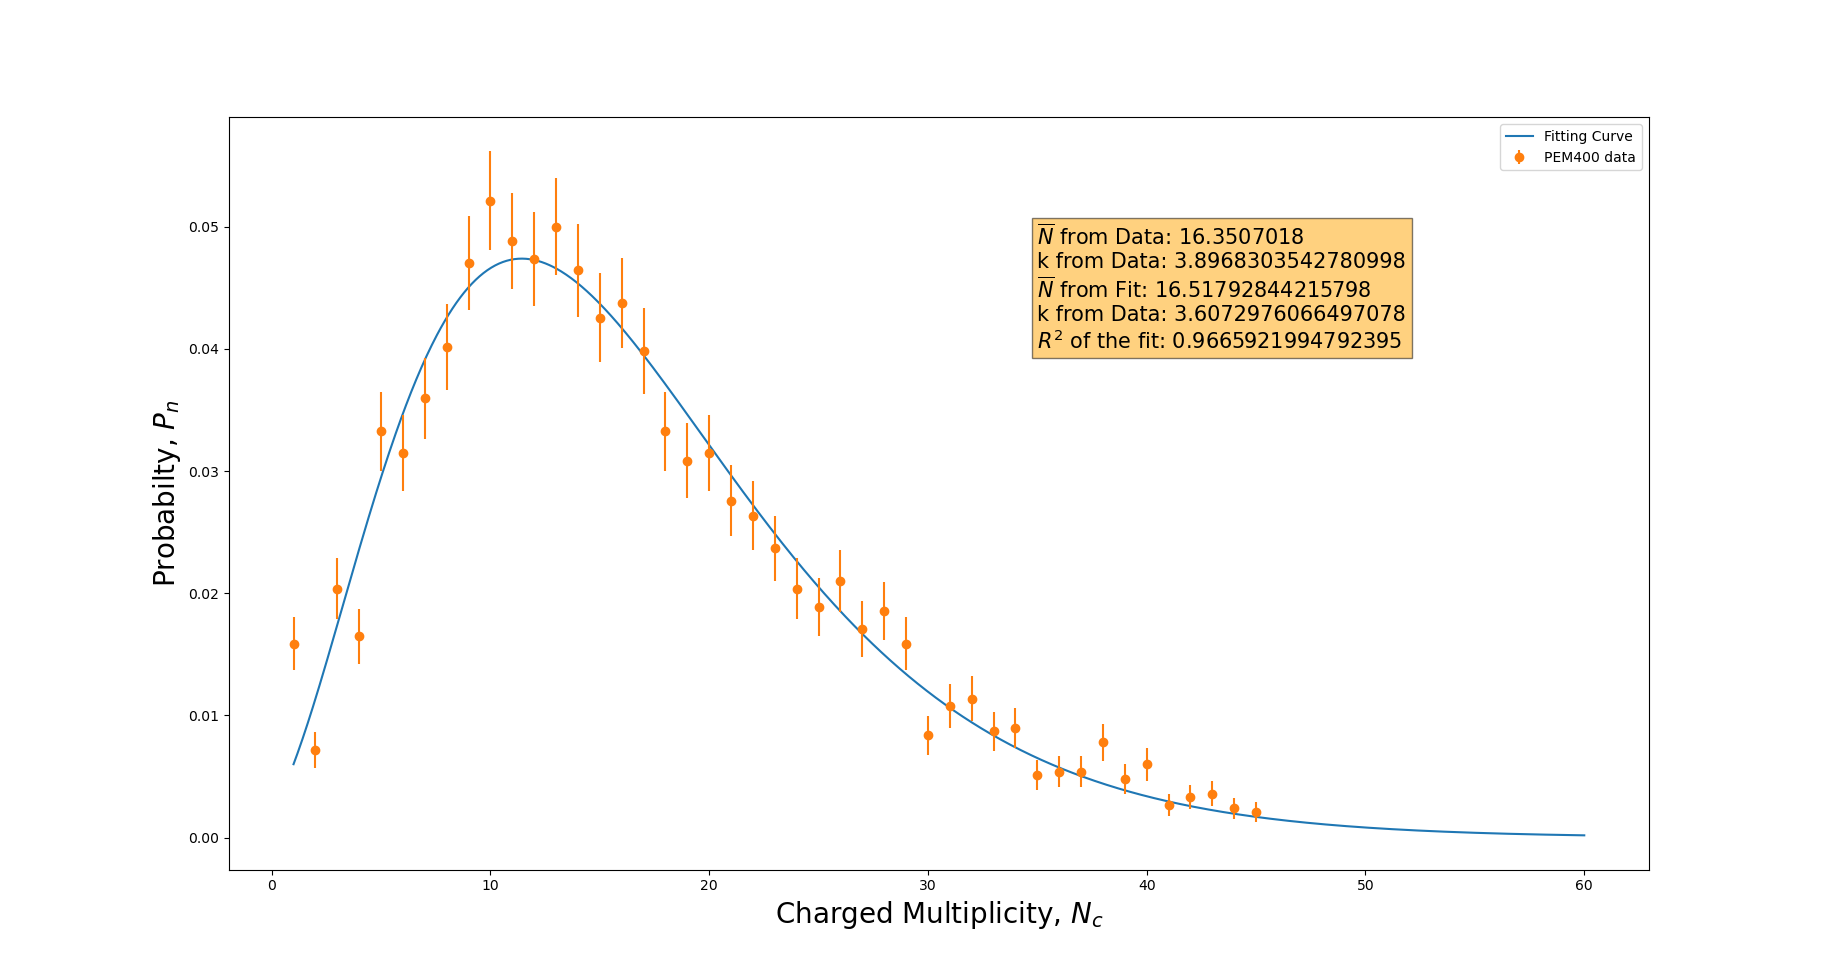 Fitting Curve
PEM400 data
N̅ from Data: 16.3507018
k from Data: 3.8968303542780998
N̅ from Fit: 16.51792844215798
k from Data: 3.6072976066497078
R² of the fit: 0.9665921994792395
0.05
0.04
0.03
0.02
0.01
0.00
Probabilty, Pₙ
0 10 20 30 40 50 60
Charged Multiplicity, N_c